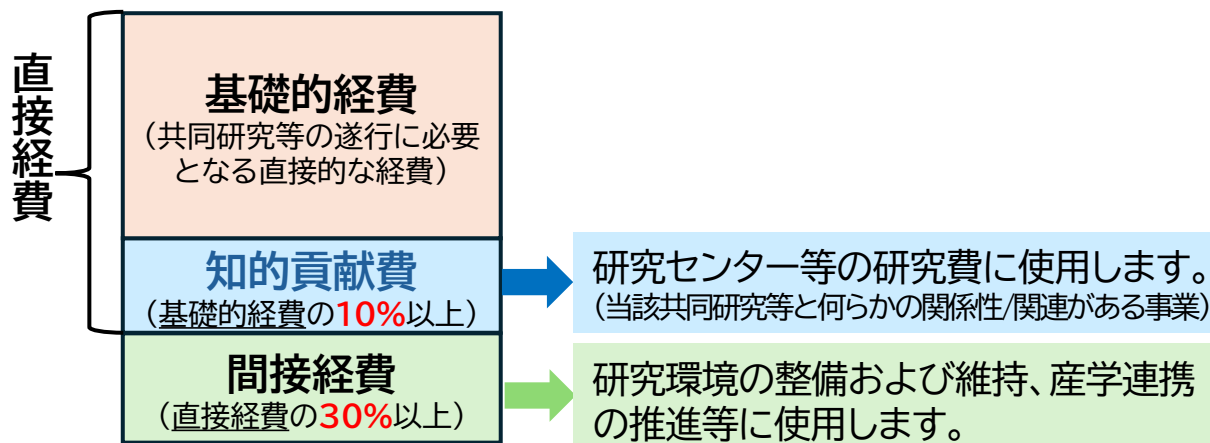 直接経費
基礎的経費
（共同研究等の遂行に必要
となる直接的な経費）
知的貢献費
（基礎的経費の10%以上）
研究センター等の研究費に使用します。
（当該共同研究等と何らかの関係性/関連がある事業）
間接経費
（直接経費の30%以上）
研究環境の整備および維持、産学連携
の推進等に使用します。